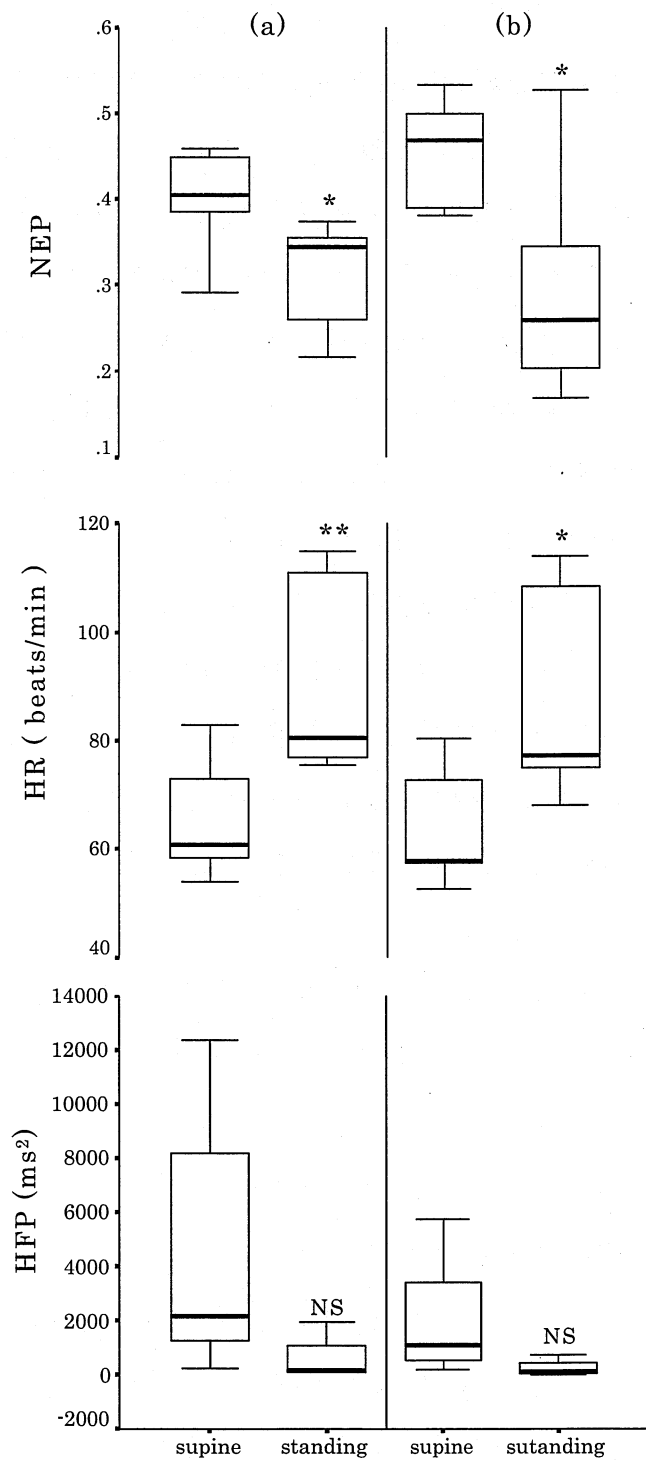 (a)
(b)
NEP
.6
.5
.4
.3
.2
.1
*
*
HR ( beats/min )
120
100
80
60
40
**
*
HFP (ms²)
14000
12000
10000
8000
6000
4000
2000
0
-2000
NS
NS
supine
standing
supine
sutanding